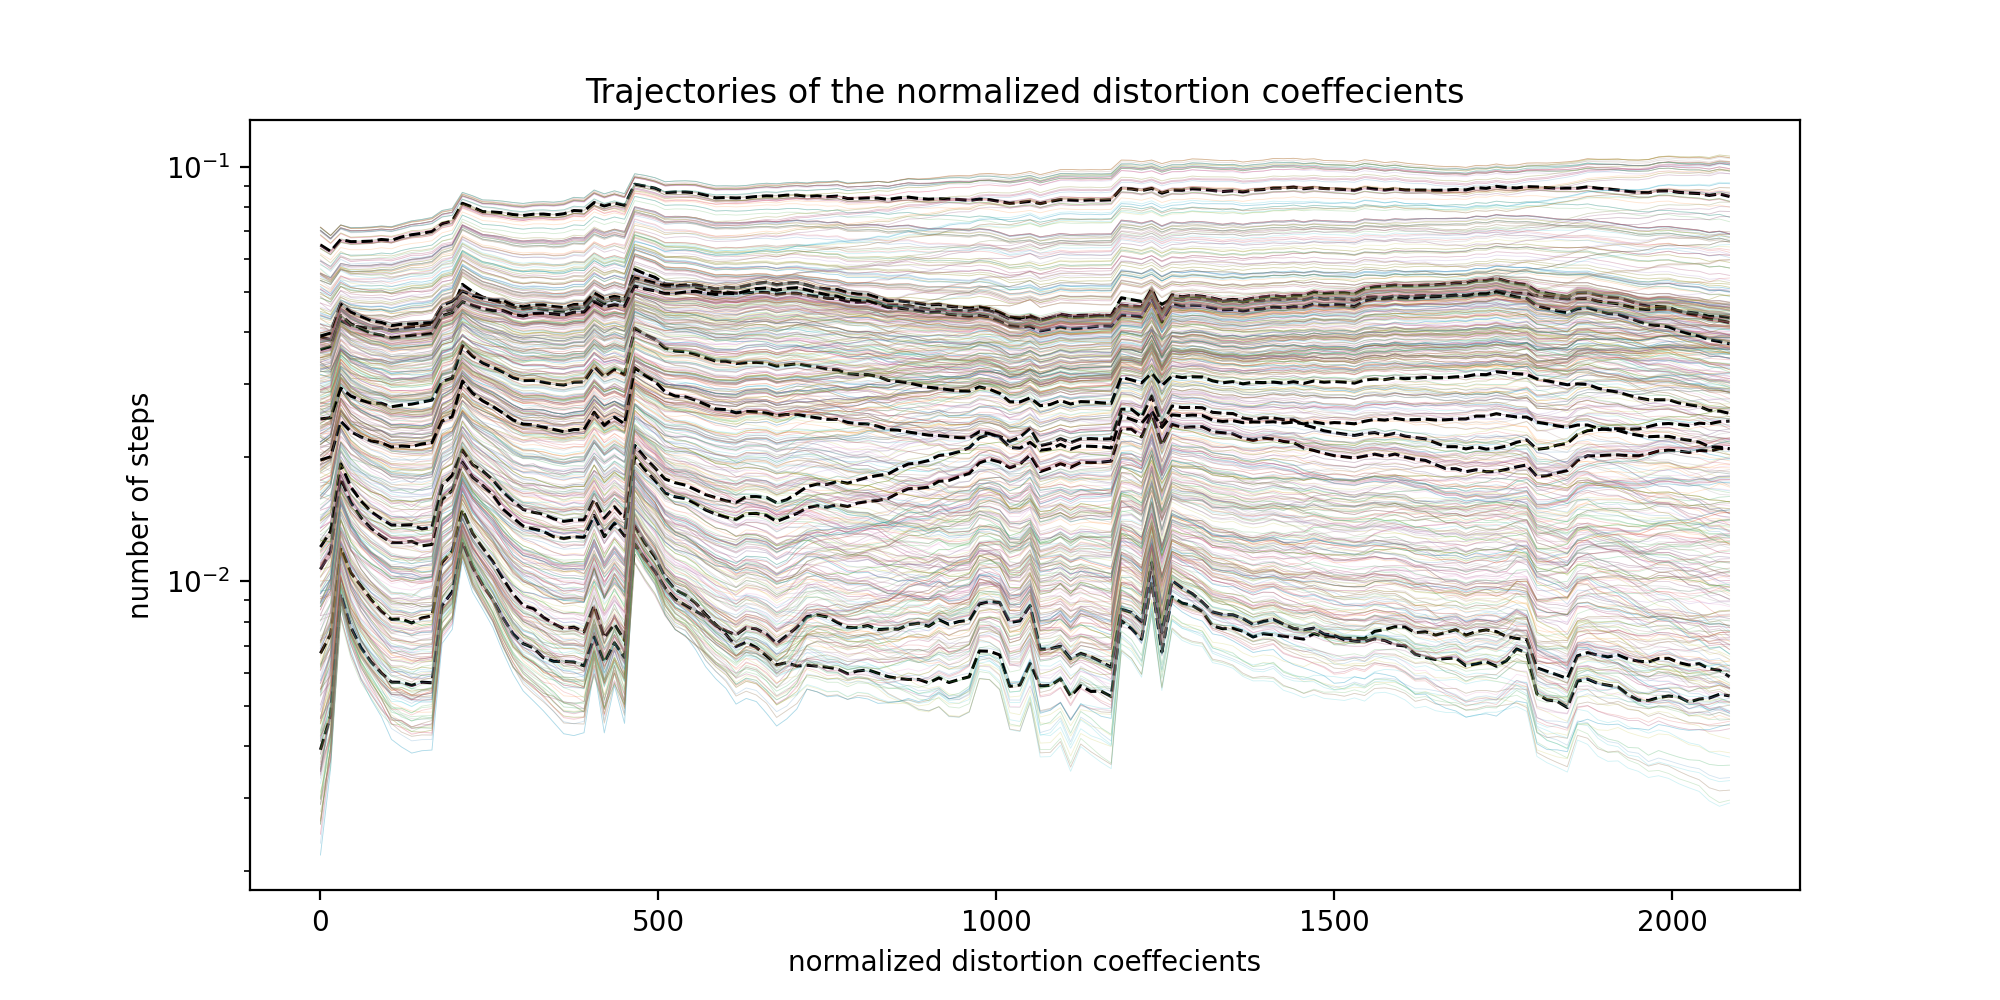 Trajectories of the normalized distortion coeffecients
10⁻¹
10⁻²
number of steps
0 500 1000 1500 2000
normalized distortion coeffecients